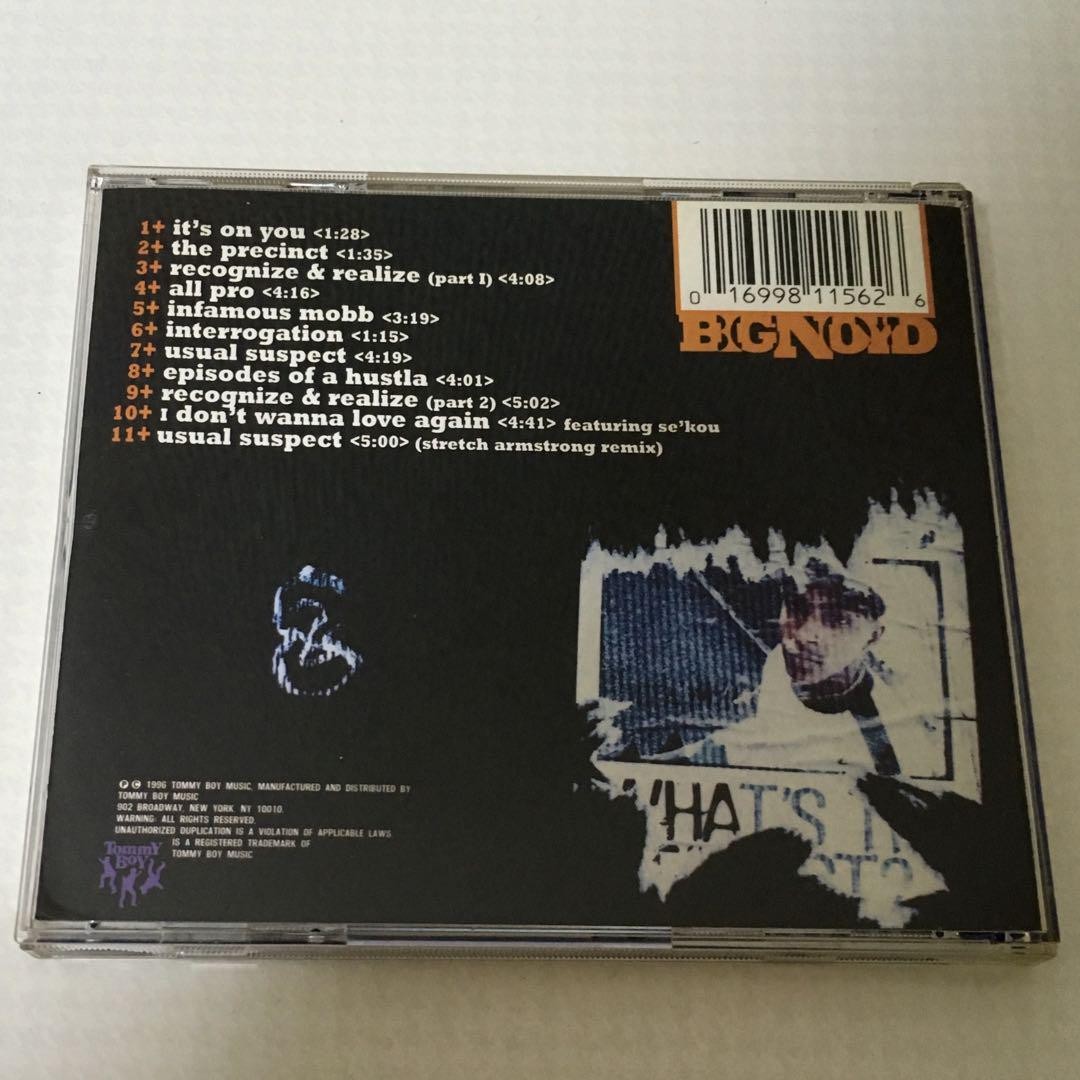 1+ it's on you <1:28>
2+ the precinct <1:35>
3+ recognize & realize (part I) <4:08>
4+ all pro <4:16>
5+ infamous mobb <3:19>
6+ interrogation <1:15>
7+ usual suspect <4:19>
8+ episodes of a hustla <4:01>
9+ recognize & realize (part 2) <5:02>
10+ I don't wanna love again <4:41> featuring se'kou
11+ usual suspect <5:00> (stretch armstrong remix)
0 16998 11562 6
BIG NOYD
WHAT'S
℗ © 1996 TOMMY BOY MUSIC, MANUFACTURED AND DISTRIBUTED BY
TOMMY BOY MUSIC
902 BROADWAY, NEW YORK, NY 10010.
WARNING: ALL RIGHTS RESERVED.
UNAUTHORIZED DUPLICATION IS A VIOLATION OF APPLICABLE LAWS
IS A REGISTERED TRADEMARK OF
TOMMY BOY MUSIC
Tommy
Boy